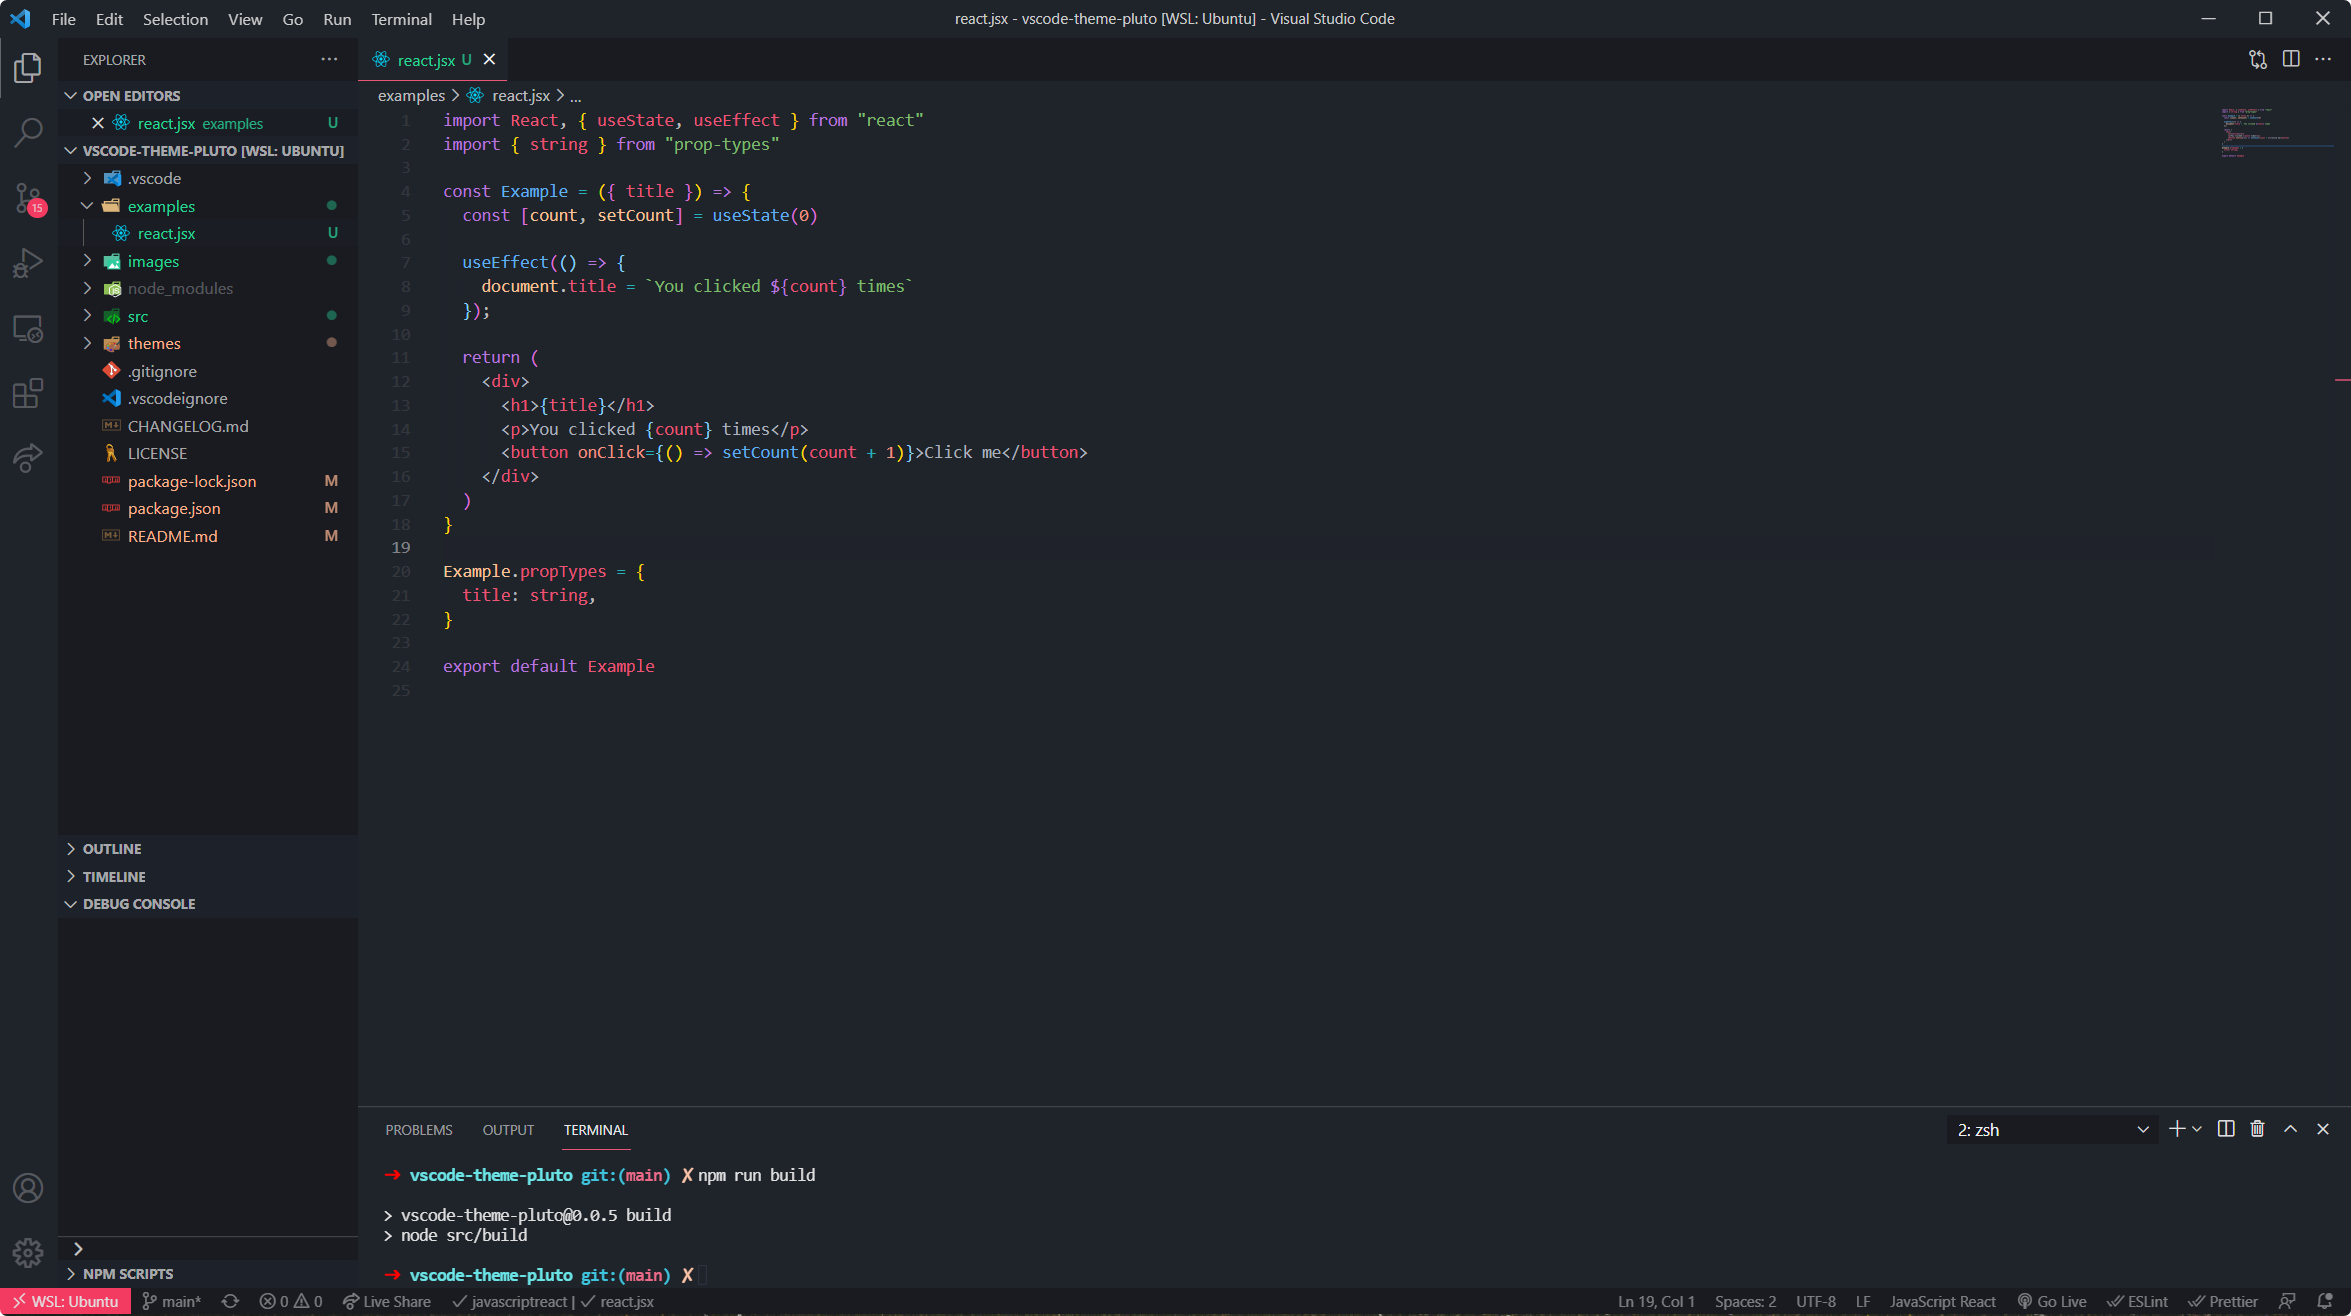 File Edit Selection View Go Run Terminal Help
react.jsx - vscode-theme-pluto [WSL: Ubuntu] - Visual Studio Code
EXPLORER
OPEN EDITORS
react.jsx examples U
VSCODE-THEME-PLUTO [WSL: UBUNTU]
.vscode
examples
react.jsx U
images
node_modules
src
themes
.gitignore
.vscodeignore
CHANGELOG.md
LICENSE
package-lock.json M
package.json M
README.md M
15
OUTLINE
TIMELINE
DEBUG CONSOLE
NPM SCRIPTS
react.jsx U
examples > react.jsx > ...
1 import React, { useState, useEffect } from "react"
2 import { string } from "prop-types"
3
4 const Example = ({ title }) => {
5   const [count, setCount] = useState(0)
6
7   useEffect(() => {
8     document.title = `You clicked ${count} times`
9   });
10
11   return (
12     <div>
13       <h1>{title}</h1>
14       <p>You clicked {count} times</p>
15       <button onClick={() => setCount(count + 1)}>Click me</button>
16     </div>
17   )
18 }
19
20 Example.propTypes = {
21   title: string,
22 }
23
24 export default Example
25
PROBLEMS OUTPUT TERMINAL
2: zsh
→ vscode-theme-pluto git:(main) ✗ npm run build
> vscode-theme-pluto@0.0.5 build
> node src/build
→ vscode-theme-pluto git:(main) ✗
WSL: Ubuntu main* 0 0 Live Share javascriptreact | react.jsx
Ln 19, Col 1 Spaces: 2 UTF-8 LF JavaScript React Go Live ESLint Prettier